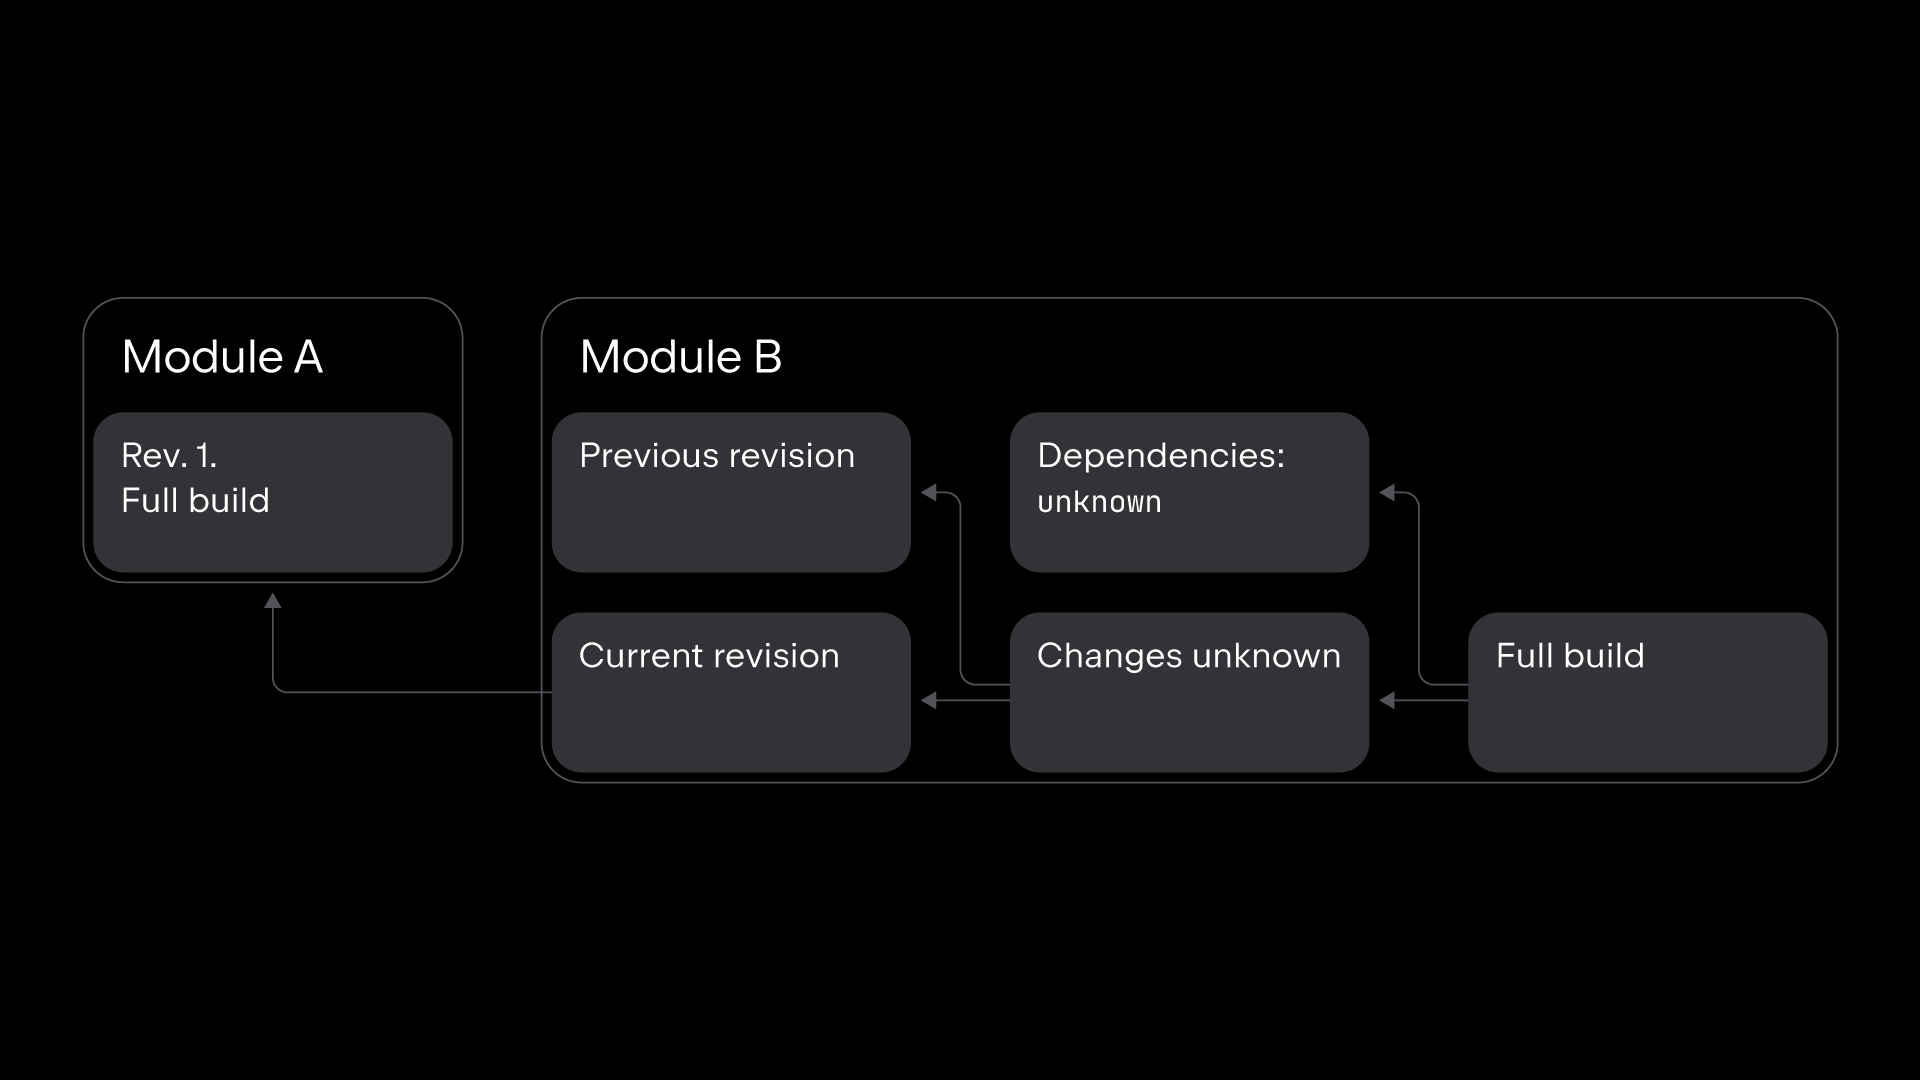 Module A
Rev. 1.
Full build
Module B
Previous revision
Dependencies:
unknown
Current revision
Changes unknown
Full build